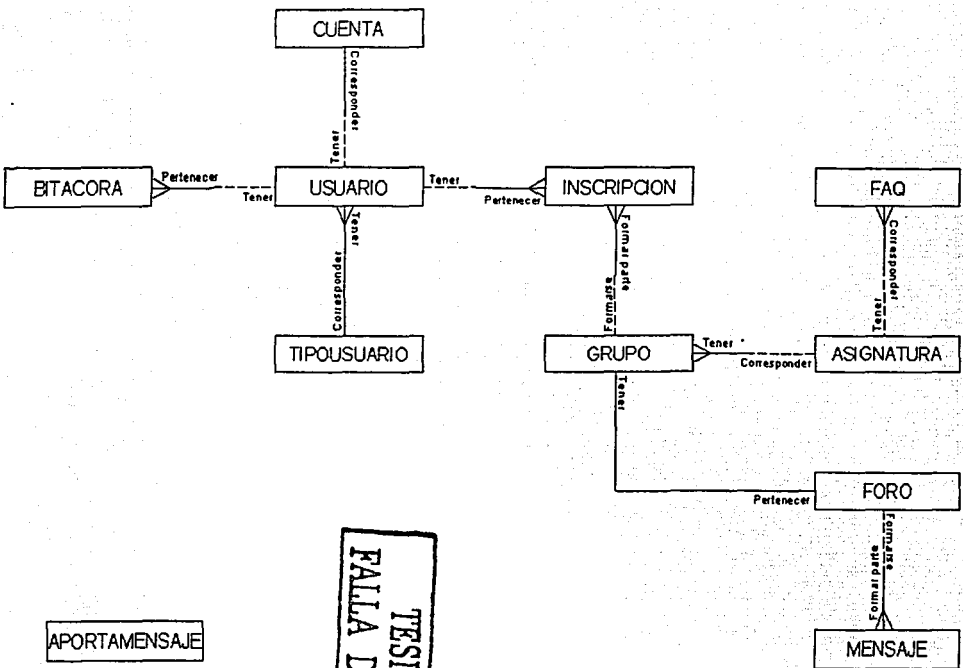 CUENTA
Corresponder
Tener
BITACORA
Pertenecer
Tener
USUARIO
Tener
Pertenecer
INSCRIPCION
FAQ
Tener
Corresponder
Formar parte
Formarse
Corresponder
Tener
TIPOUSUARIO
GRUPO
Tener
Corresponder
ASIGNATURA
Tener
Pertenecer
FORO
Formarse
Formar parte
MENSAJE
APORTAMENSAJE
TESI
FALLA D